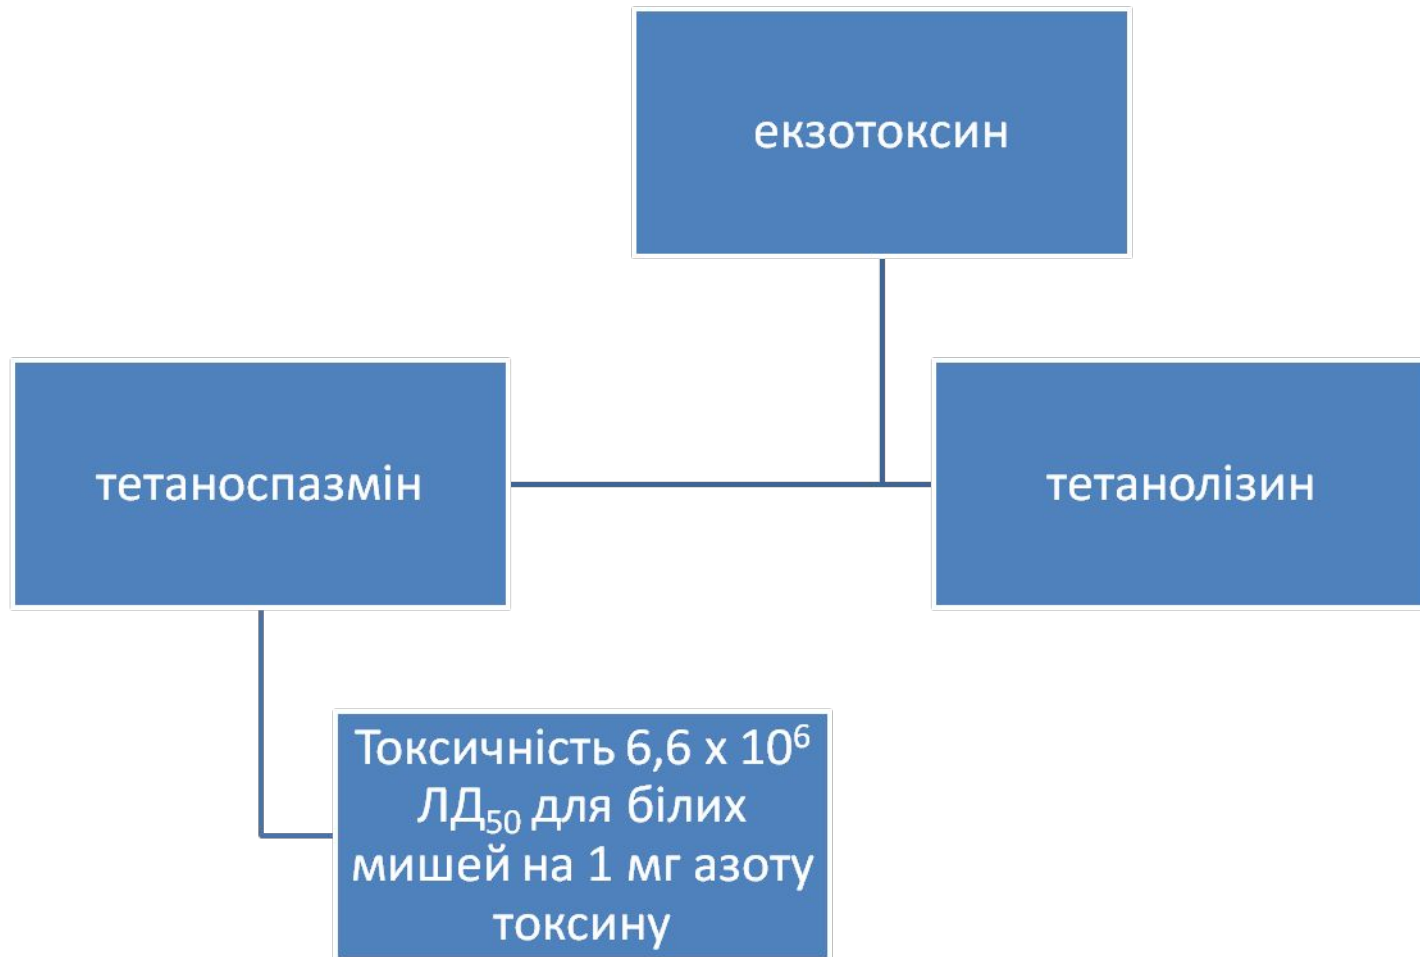 екзотоксин
тетаноспазмін
тетанолізин
Токсичність 6,6 х 10⁶
ЛД₅₀ для білих
мишей на 1 мг азоту
токсину